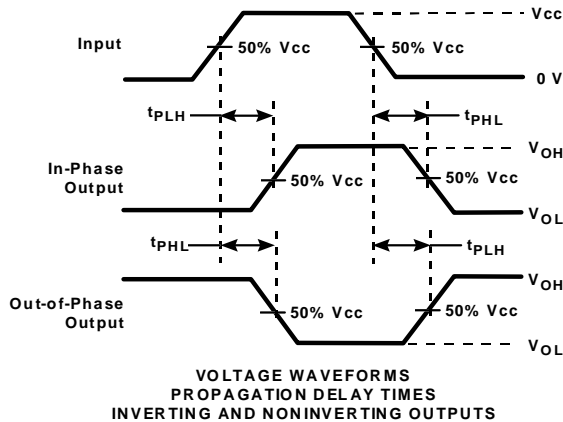 Vcc
Input
50% Vcc
50% Vcc
0 V
tPLH
tPHL
In-Phase
Output
VOH
50% Vcc
50% Vcc
VOL
tPHL
tPLH
Out-of-Phase
Output
VOH
50% Vcc
50% Vcc
VOL
VOLTAGE WAVEFORMS
PROPAGATION DELAY TIMES
INVERTING AND NONINVERTING OUTPUTS